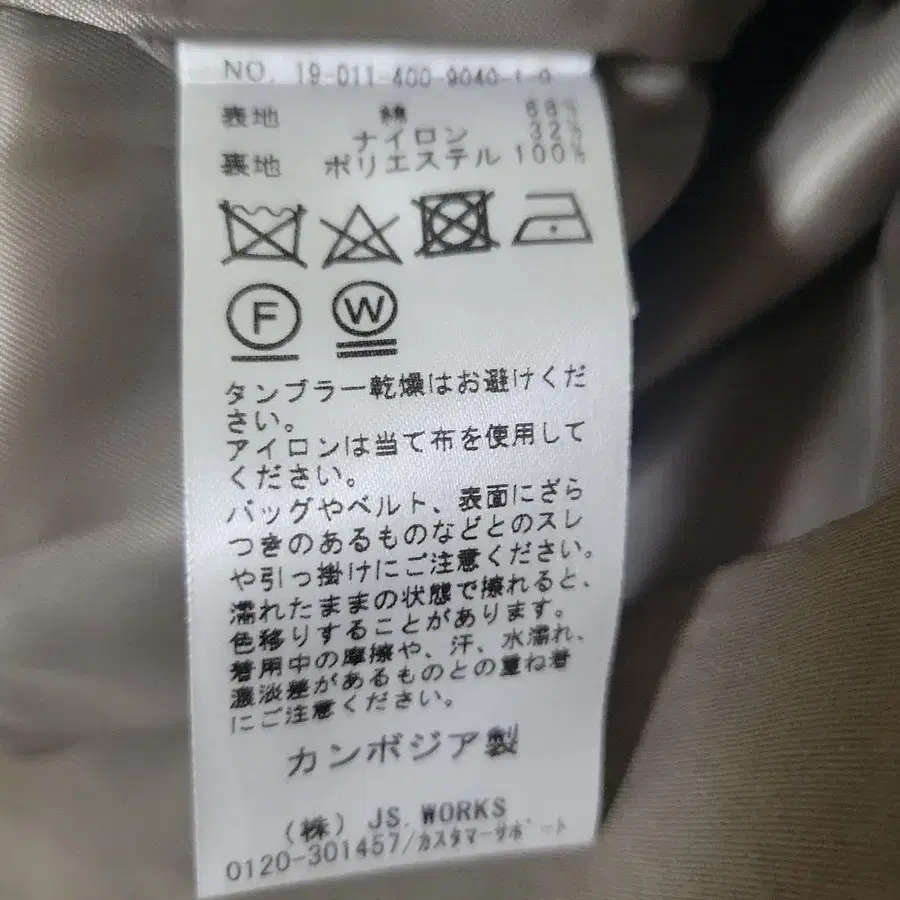 NO. 19-011-400-9040-1-0
表地 綿 68%
ナイロン 32%
裏地 ポリエステル 100%
F W
タンブラー乾燥はお避けくだ
さい。
アイロンは当て布を使用して
ください。
バッグやベルト、表面にざら
つきのあるものなどとのスレ
や引っ掛けにご注意ください。
濡れたままの状態で擦れると、
色移りすることがあります。
着用中の摩擦や、汗、水濡れ、
濃淡差があるものとの重ね着
にご注意ください。
カンボジア製
(株) JS.WORKS
0120-301457/カスタマーサポート